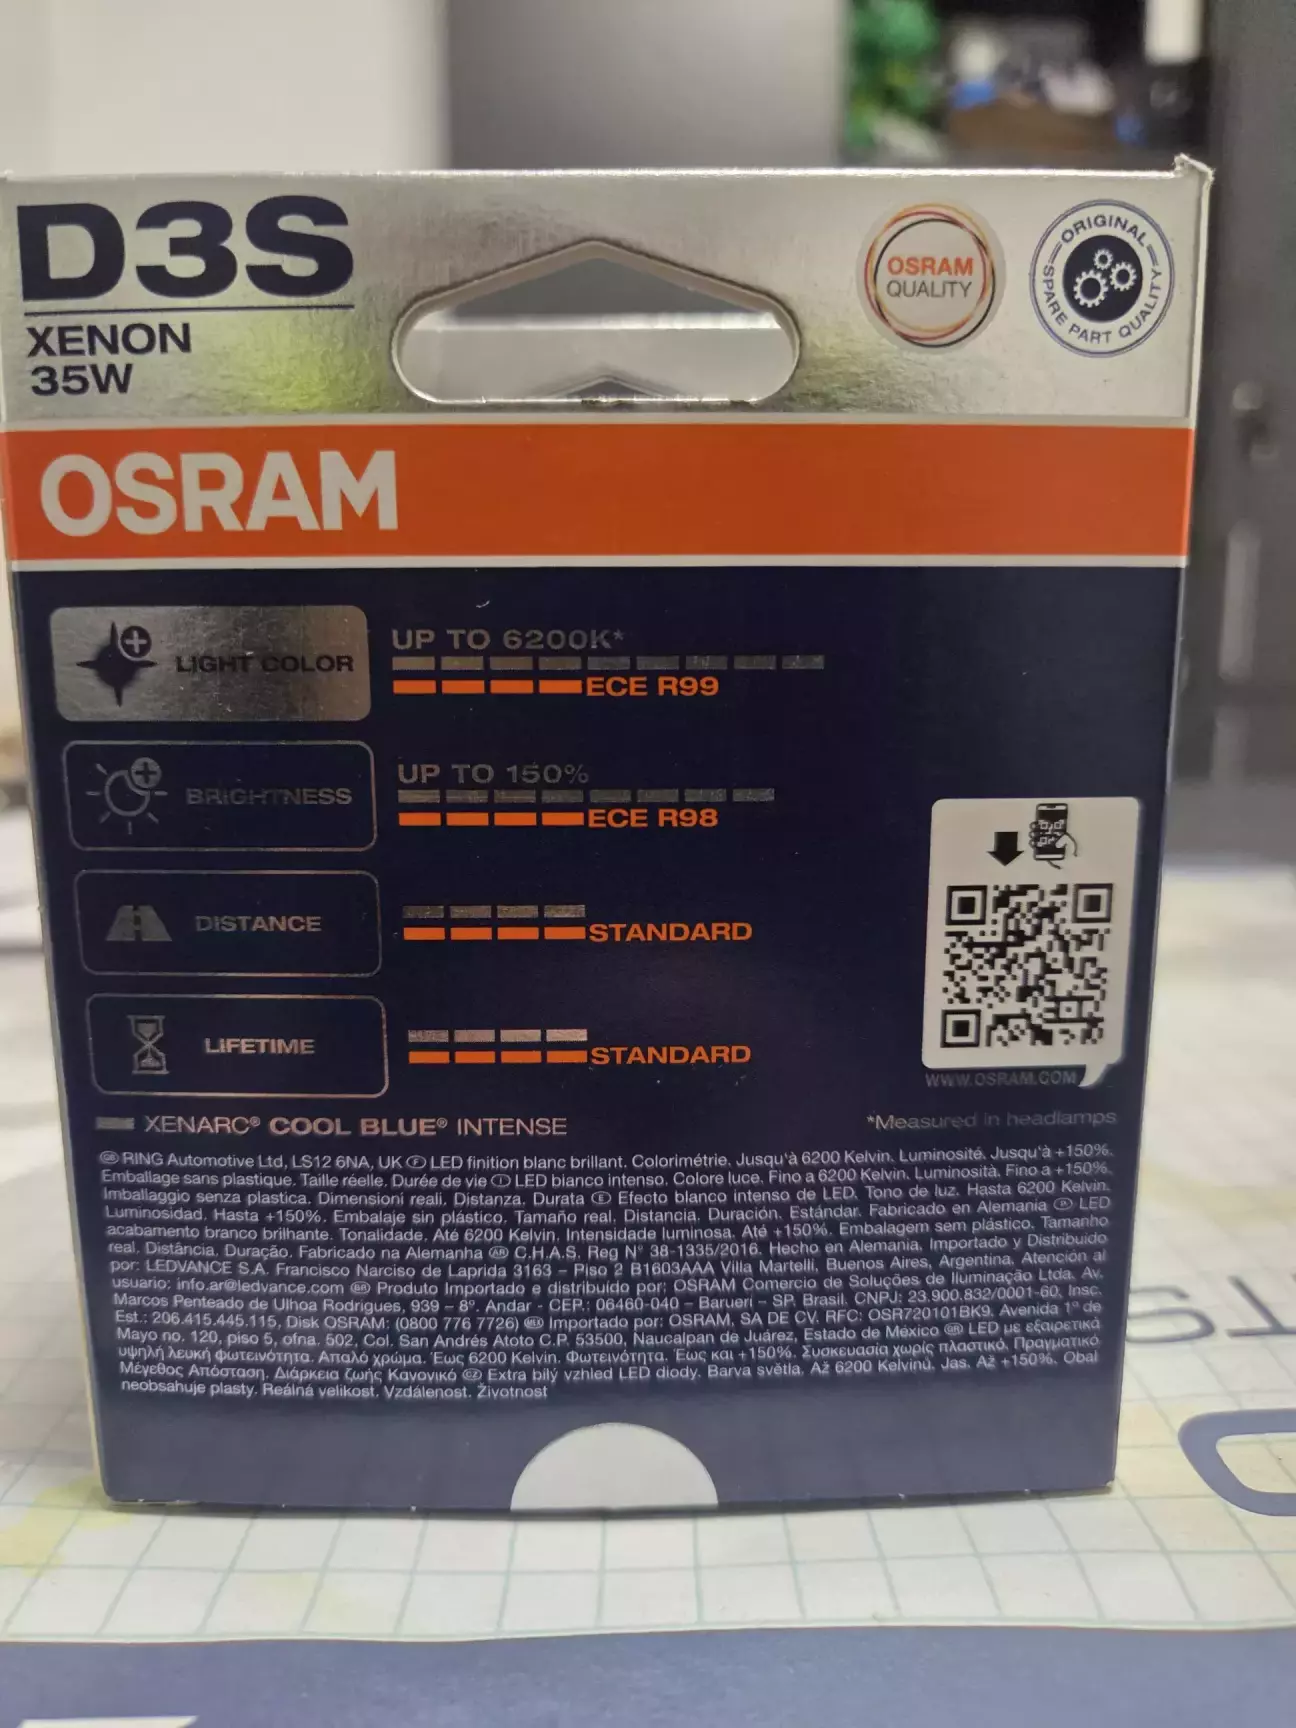 D3S
XENON
35W
OSRAM
QUALITY
ORIGINAL
SPARE PART QUALITY
OSRAM
LIGHT COLOR
UP TO 6200K*
ECE R99
BRIGHTNESS
UP TO 150%
ECE R98
DISTANCE
STANDARD
LIFETIME
STANDARD
WWW.OSRAM.COM
XENARC® COOL BLUE® INTENSE
*Measured in headlamps
GB RING Automotive Ltd, LS12 6NA, UK F LED finition blanc brillant. Colorimétrie. Jusqu'à 6200 Kelvin. Luminosité. Jusqu'à +150%.
Emballage sans plastique. Taille réelle. Durée de vie I LED bianco intenso. Colore luce. Fino a 6200 Kelvin. Luminosità. Fino a +150%.
Imballaggio senza plastica. Dimensioni reali. Distanza. Durata E Efecto blanco intenso de LED. Tono de luz. Hasta 6200 Kelvin.
Luminosidad. Hasta +150%. Embalaje sin plástico. Tamaño real. Distancia. Duración. Estándar. Fabricado en Alemania P LED
acabamento branco brilhante. Tonalidade. Até 6200 Kelvin. Intensidade luminosa. Até +150%. Embalagem sem plástico. Tamanho
real. Distância. Duração. Fabricado na Alemanha AR C.H.A.S. Reg N° 38-1335/2016. Hecho en Alemania. Importado y Distribuido
por: LEDVANCE S.A. Francisco Narciso de Laprida 3163 – Piso 2 B1603AAA Villa Martelli, Buenos Aires, Argentina. Atención al
usuario: info.ar@ledvance.com BR Produto Importado e distribuído por: OSRAM Comercio de Soluções de Iluminação Ltda. Av.
Marcos Penteado de Ulhoa Rodrigues, 939 – 8°. Andar - CEP.: 06460-040 – Barueri – SP. Brasil. CNPJ: 23.900.832/0001-60. Insc.
Est.: 206.415.445.115, Disk OSRAM: (0800 776 7726) MEX Importado por: OSRAM, SA DE CV. RFC: OSR720101BK9. Avenida 1° de
Mayo no. 120, piso 5, ofna. 502, Col. San Andrés Atoto C.P. 53500, Naucalpan de Juárez, Estado de México GR LED με εξαιρετικά
υψηλή λευκή φωτεινότητα. Απαλό χρώμα. Έως 6200 Kelvin. Φωτεινότητα. Έως και +150%. Συσκευασία χωρίς πλαστικό. Πραγματικό
Μέγεθος Απόσταση. Διάρκεια ζωής Κανονικό CZ Extra bílý vzhled LED diody. Barva světla. Až 6200 Kelvinů. Jas. Až +150%. Obal
neobsahuje plasty. Reálná velikost. Vzdálenost. Životnost